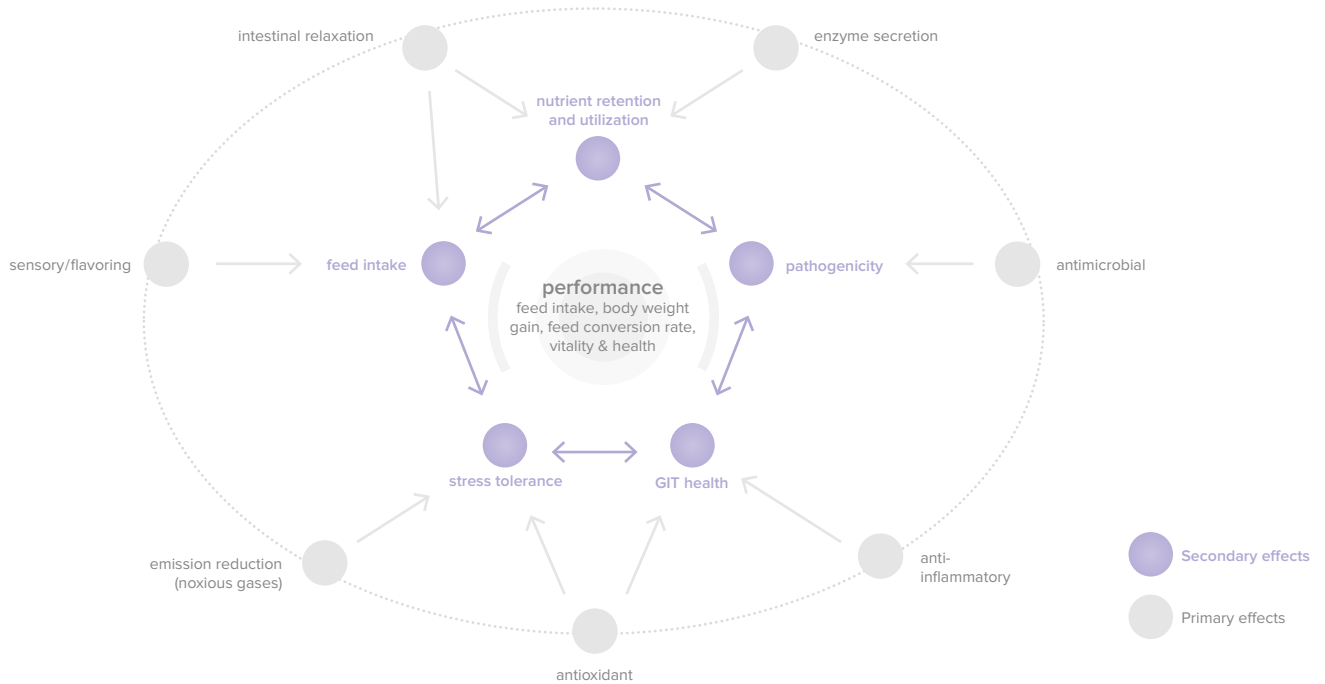 intestinal relaxation
enzyme secretion
nutrient retention
and utilization
sensory/flavoring
feed intake
pathogenicity
antimicrobial
performance
feed intake, body weight
gain, feed conversion rate,
vitality & health
stress tolerance
GIT health
emission reduction
(noxious gases)
anti-
inflammatory
antioxidant
Secondary effects
Primary effects